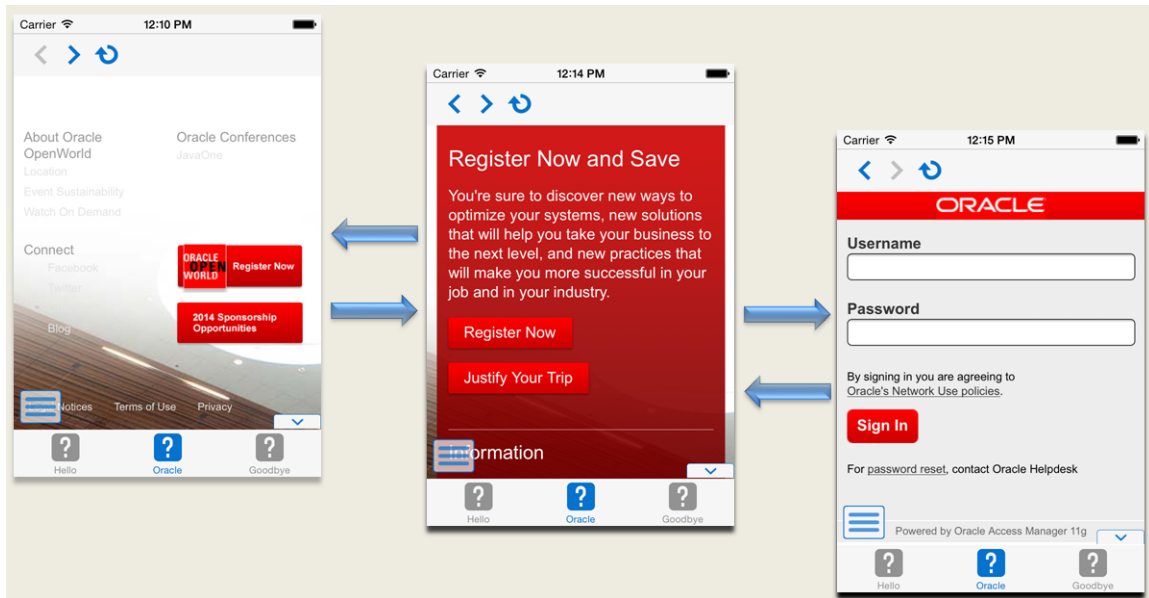 Carrier 12:10 PM
About Oracle
OpenWorld
Location
Event Sustainability
Watch On Demand
Oracle Conferences
JavaOne
Connect
Facebook
Twitter
Blog
ORACLE
OPEN
WORLD
Register Now
2014 Sponsorship
Opportunities
Notices Terms of Use Privacy
? ? ?
Hello Oracle Goodbye
Carrier 12:14 PM
Register Now and Save
You're sure to discover new ways to
optimize your systems, new solutions
that will help you take your business to
the next level, and new practices that
will make you more successful in your
job and in your industry.
Register Now
Justify Your Trip
Information
? ? ?
Hello Oracle Goodbye
Carrier 12:15 PM
ORACLE
Username
Password
By signing in you are agreeing to
Oracle's Network Use policies.
Sign In
For password reset, contact Oracle Helpdesk
Powered by Oracle Access Manager 11g
? ? ?
Hello Oracle Goodbye